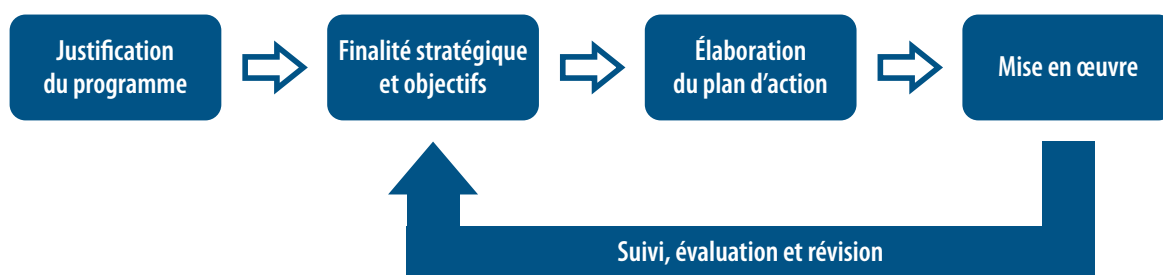 Justification
du programme
Finalité stratégique
et objectifs
Élaboration
du plan d’action
Mise en œuvre
Suivi, évaluation et révision